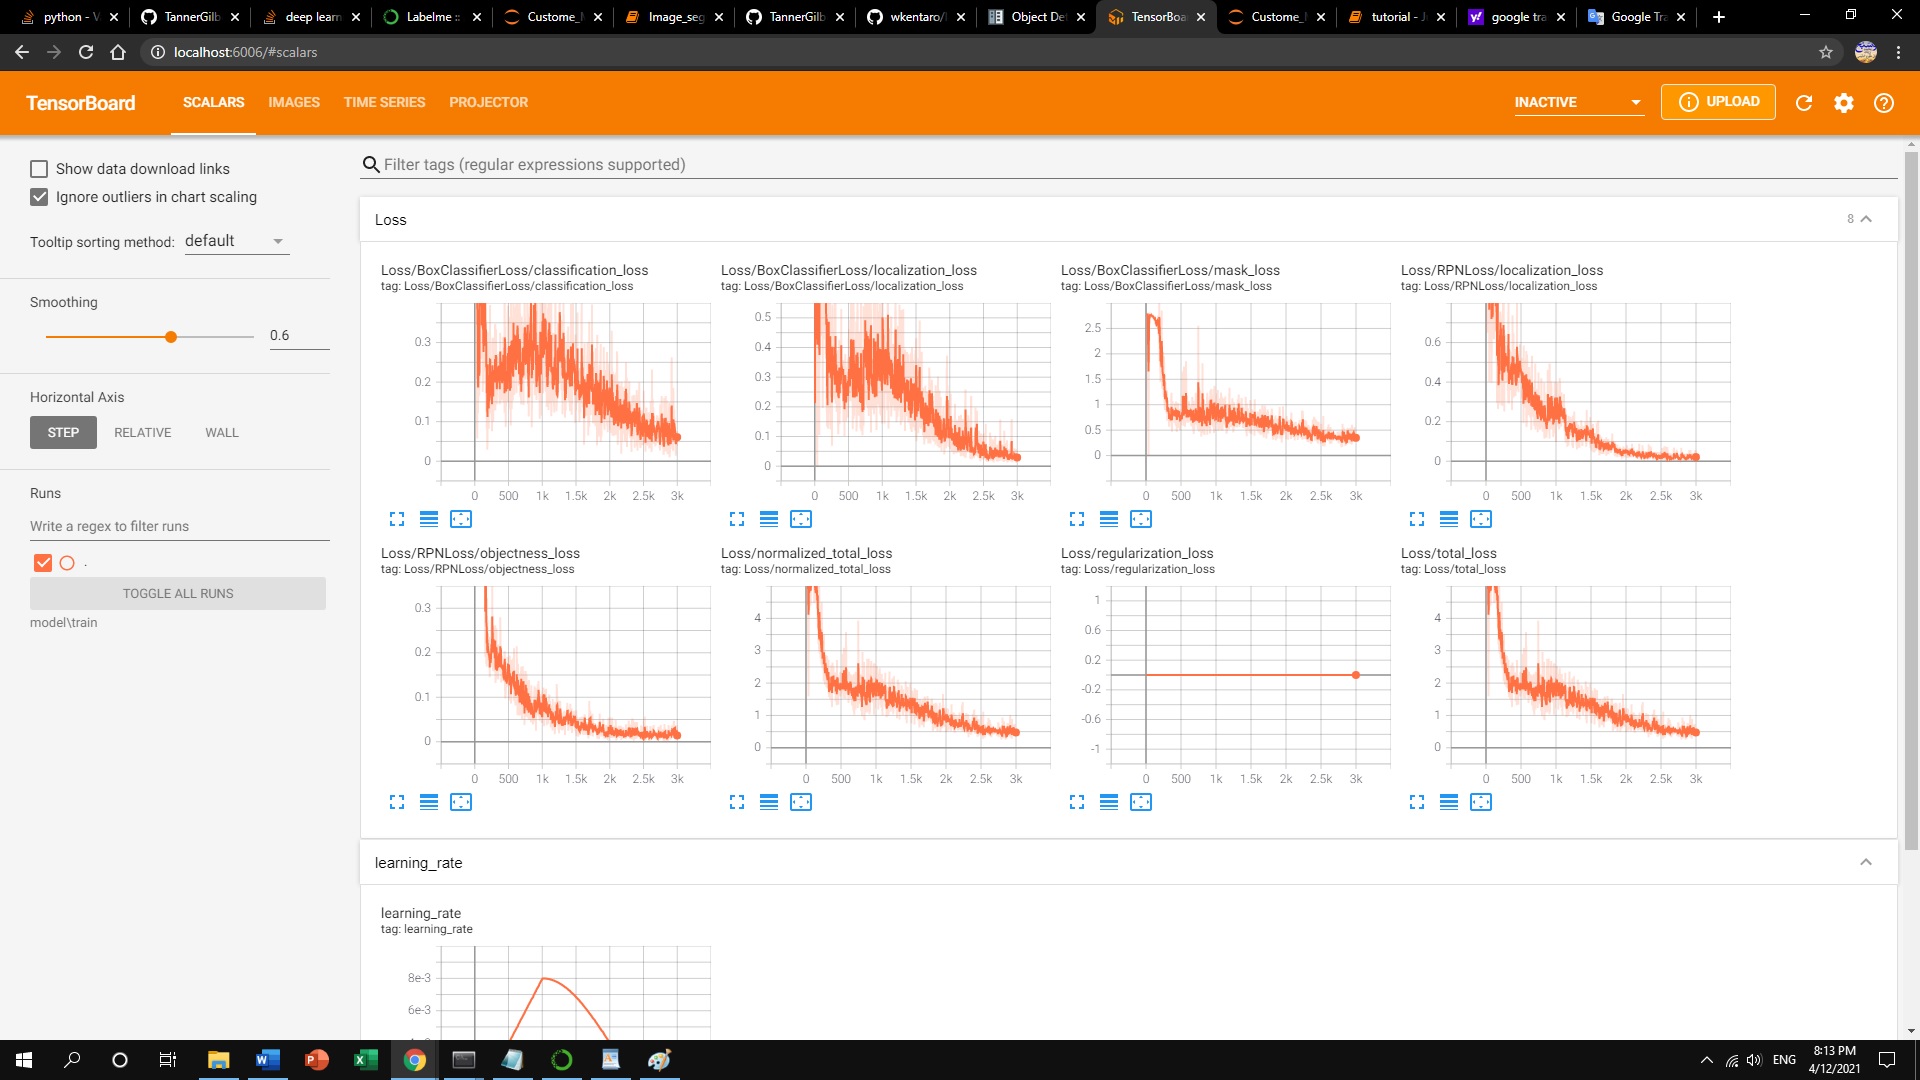 python - V
TannerGilb
deep learn
Labelme ::
Custome_M
Image_seg
TannerGilb
wkentaro/l
Object Det
TensorBoar
Custome_M
tutorial - Ju
google tra
Google Tra
localhost:6006/#scalars
TensorBoard
SCALARS
IMAGES
TIME SERIES
PROJECTOR
INACTIVE
UPLOAD
Show data download links
Ignore outliers in chart scaling
Tooltip sorting method: default
Smoothing
0.6
Horizontal Axis
STEP
RELATIVE
WALL
Runs
Write a regex to filter runs
.
TOGGLE ALL RUNS
model\train
Filter tags (regular expressions supported)
Loss
8
Loss/BoxClassifierLoss/classification_loss
tag: Loss/BoxClassifierLoss/classification_loss
0.3
0.2
0.1
0
0 500 1k 1.5k 2k 2.5k 3k
Loss/BoxClassifierLoss/localization_loss
tag: Loss/BoxClassifierLoss/localization_loss
0.5
0.4
0.3
0.2
0.1
0
0 500 1k 1.5k 2k 2.5k 3k
Loss/BoxClassifierLoss/mask_loss
tag: Loss/BoxClassifierLoss/mask_loss
2.5
2
1.5
1
0.5
0
0 500 1k 1.5k 2k 2.5k 3k
Loss/RPNLoss/localization_loss
tag: Loss/RPNLoss/localization_loss
0.6
0.4
0.2
0
0 500 1k 1.5k 2k 2.5k 3k
Loss/RPNLoss/objectness_loss
tag: Loss/RPNLoss/objectness_loss
0.3
0.2
0.1
0
0 500 1k 1.5k 2k 2.5k 3k
Loss/normalized_total_loss
tag: Loss/normalized_total_loss
4
3
2
1
0
0 500 1k 1.5k 2k 2.5k 3k
Loss/regularization_loss
tag: Loss/regularization_loss
1
0.6
0.2
-0.2
-0.6
-1
0 500 1k 1.5k 2k 2.5k 3k
Loss/total_loss
tag: Loss/total_loss
4
3
2
1
0
0 500 1k 1.5k 2k 2.5k 3k
learning_rate
learning_rate
tag: learning_rate
8e-3
6e-3
ENG
8:13 PM
4/12/2021